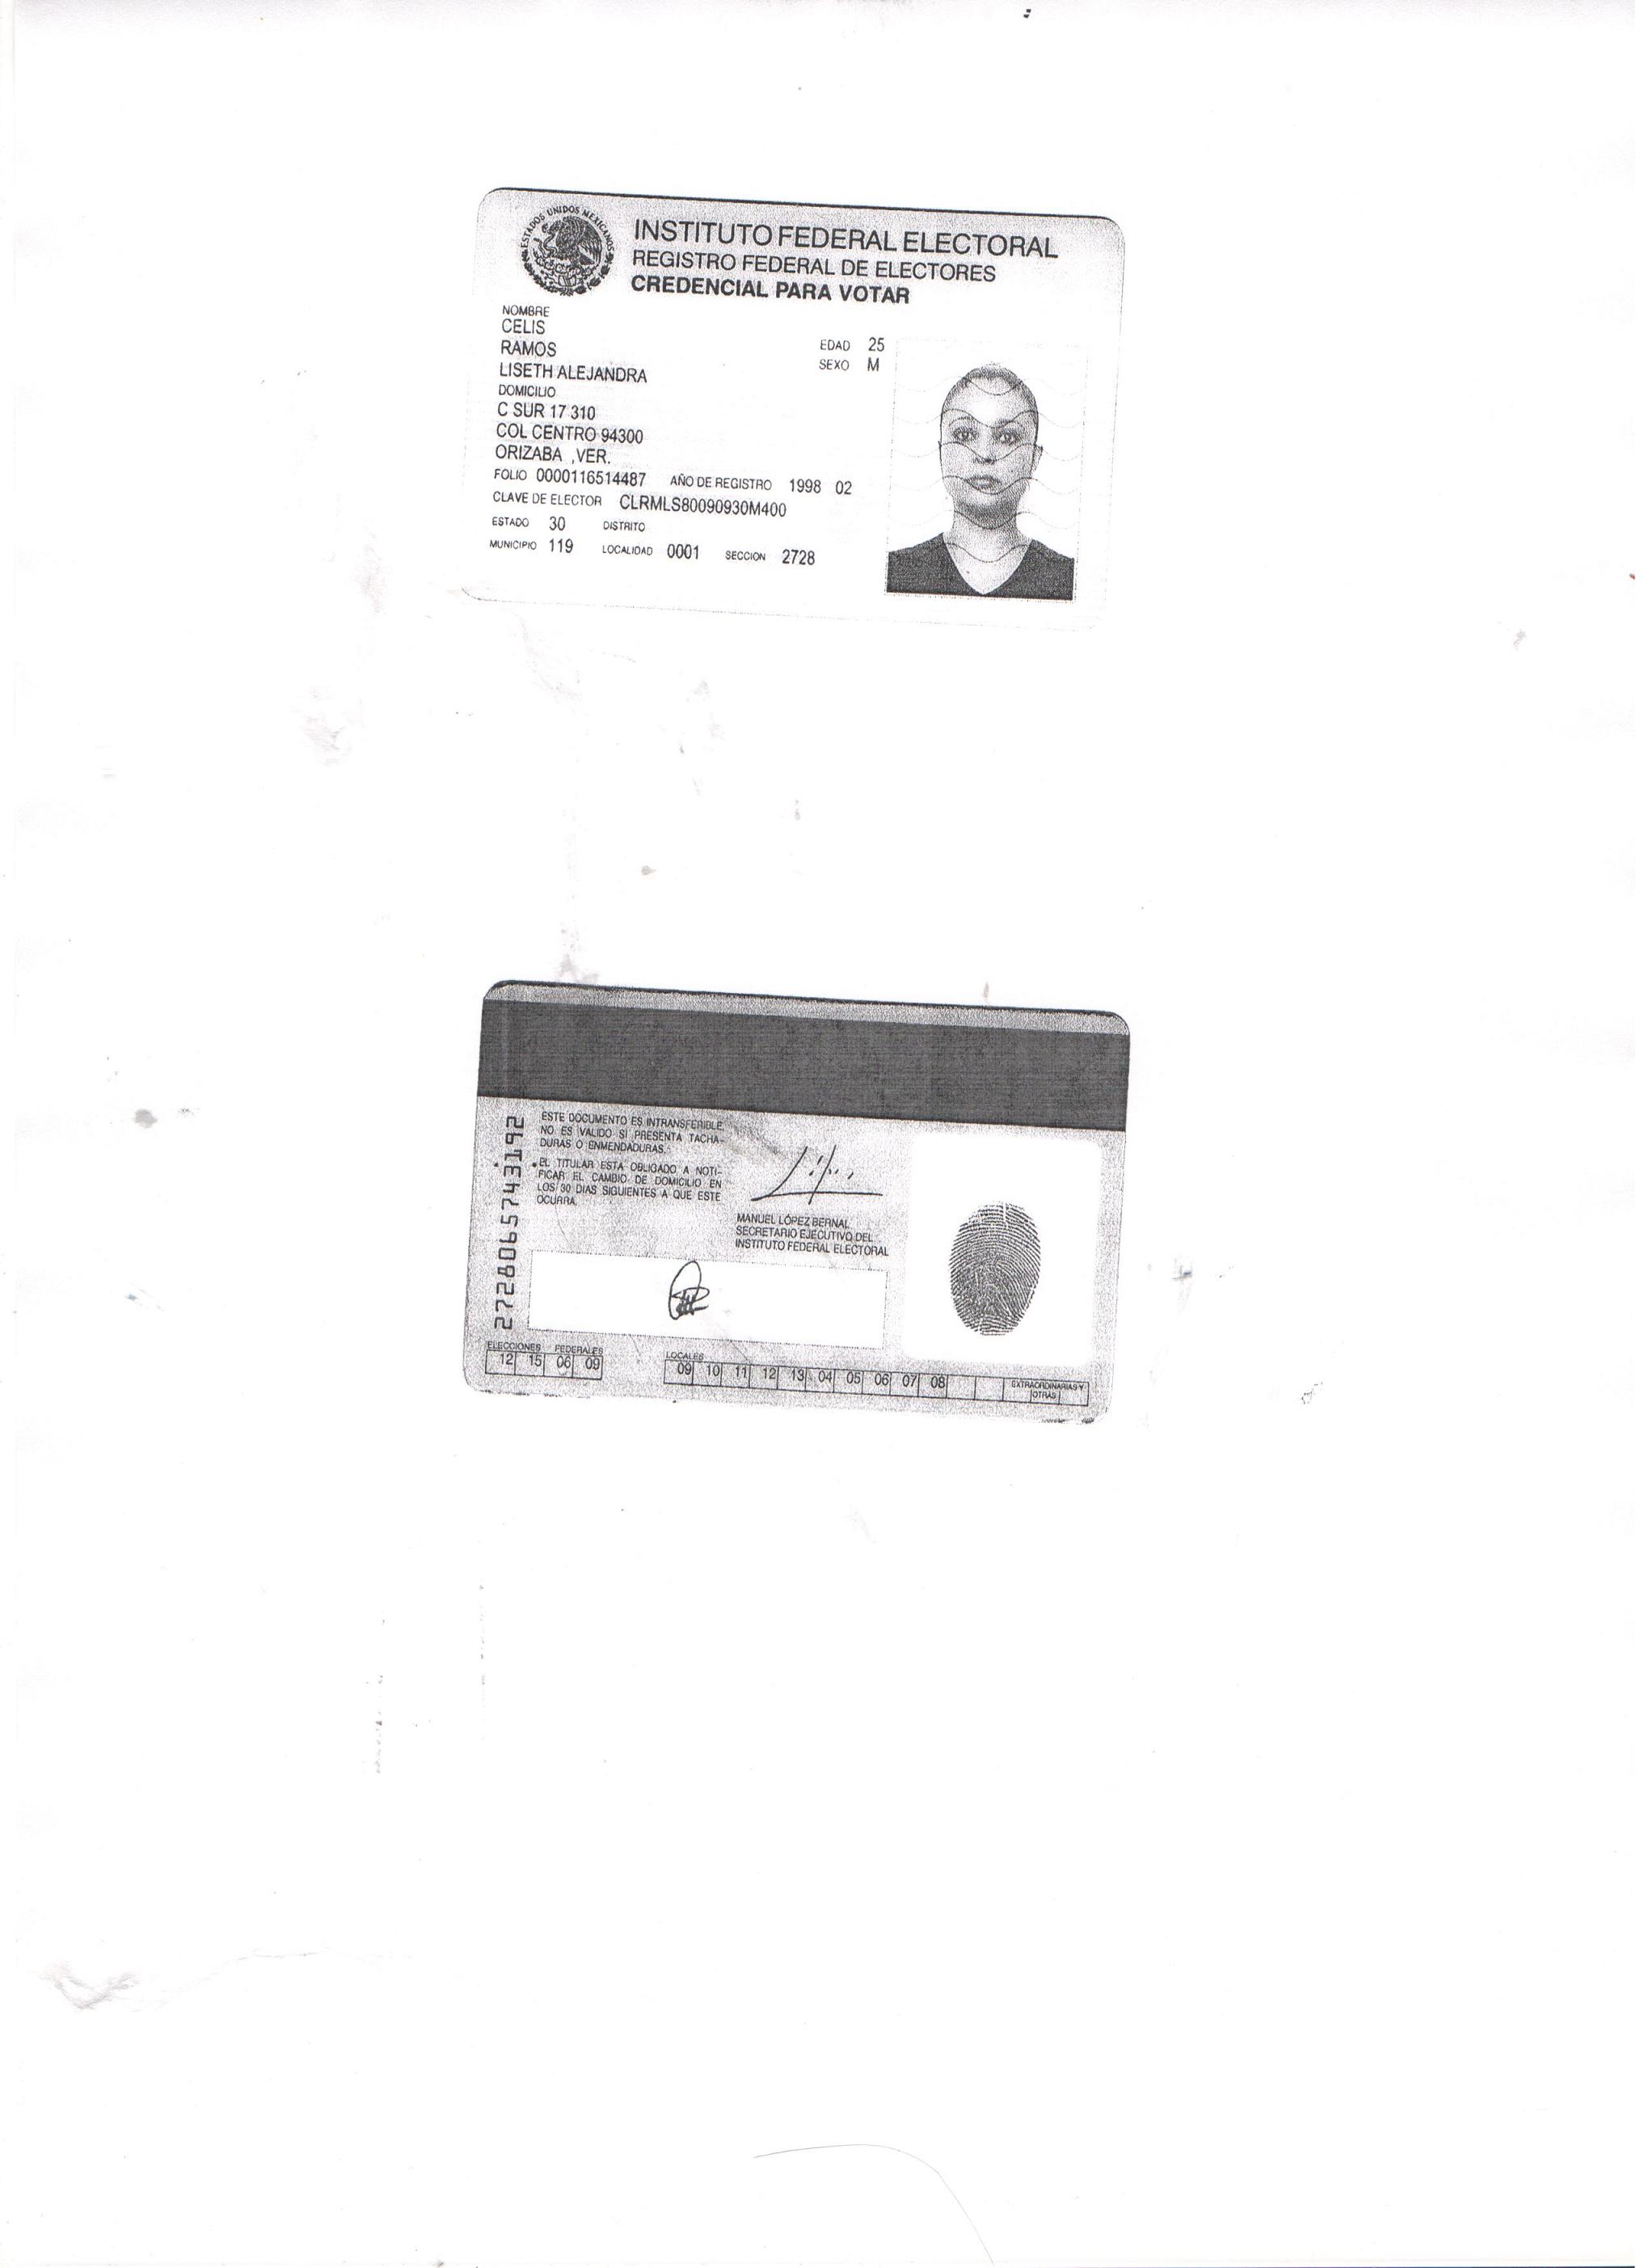 ESTADOS UNIDOS MEXICANOS
INSTITUTO FEDERAL ELECTORAL
REGISTRO FEDERAL DE ELECTORES
CREDENCIAL PARA VOTAR
NOMBRE
CELIS
RAMOS
LISETH ALEJANDRA
EDAD 25
SEXO M
DOMICILIO
C SUR 17 310
COL CENTRO 94300
ORIZABA ,VER.
FOLIO 0000116514487 AÑO DE REGISTRO 1998 02
CLAVE DE ELECTOR CLRMLS80090930M400
ESTADO 30 DISTRITO
MUNICIPIO 119 LOCALIDAD 0001 SECCION 2728
2728065743192
ESTE DOCUMENTO ES INTRANSFERIBLE
NO ES VALIDO SI PRESENTA TACHA-
DURAS O ENMENDADURAS.
EL TITULAR ESTA OBLIGADO A NOTI-
FICAR EL CAMBIO DE DOMICILIO EN
LOS 30 DIAS SIGUIENTES A QUE ESTE
OCURRA
MANUEL LÓPEZ BERNAL
SECRETARIO EJECUTIVO DEL
INSTITUTO FEDERAL ELECTORAL
ELECCIONES FEDERALES
12 15 06 09
LOCALES
09 10 11 12 13 04 05 06 07 08
EXTRAORDINARIAS Y
OTRAS